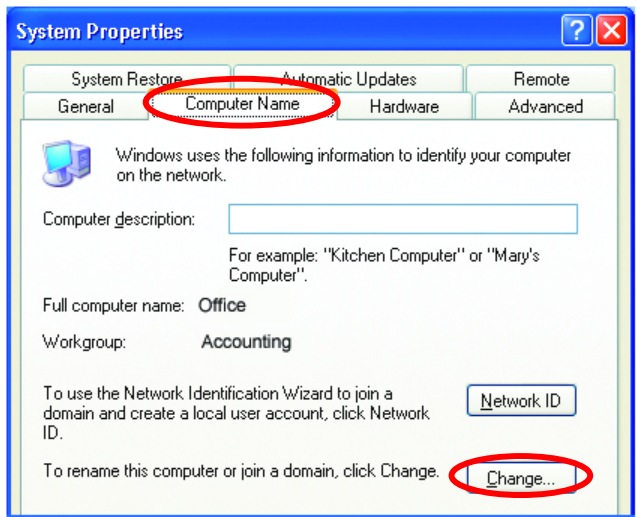 System Properties
System Restore Automatic Updates Remote
General Computer Name Hardware Advanced
Windows uses the following information to identify your computer
on the network.
Computer description:
For example: "Kitchen Computer" or "Mary's
Computer".
Full computer name: Office
Workgroup: Accounting
To use the Network Identification Wizard to join a
domain and create a local user account, click Network
ID.
Network ID
To rename this computer or join a domain, click Change.
Change...